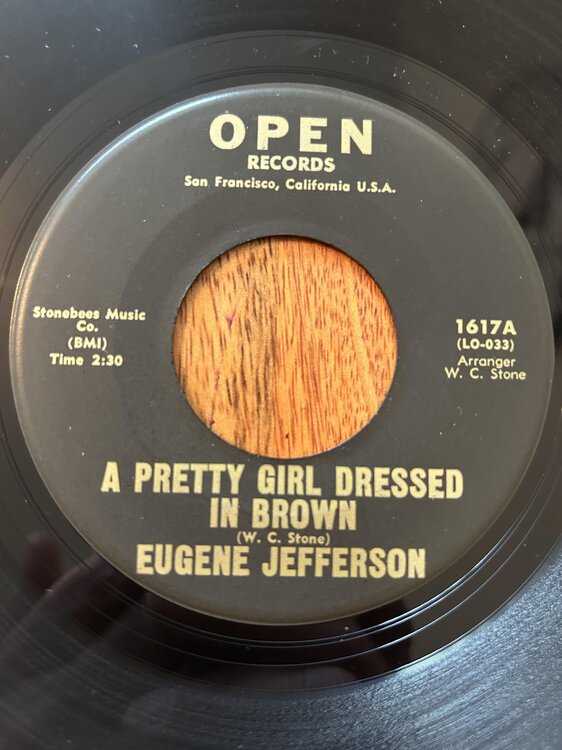 OPEN
RECORDS
San Francisco, California U.S.A.
Stonebees Music
Co.
(BMI)
Time 2:30
1617A
(LO-033)
Arranger
W. C. Stone
A PRETTY GIRL DRESSED
IN BROWN
(W. C. Stone)
EUGENE JEFFERSON